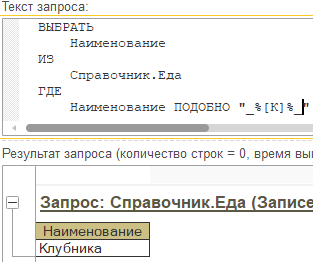 Текст запроса:
ВЫБРАТЬ
Наименование
ИЗ
Справочник.Еда
ГДЕ
Наименование ПОДОБНО "_%[К]%_"
Результат запроса (количество строк = 0, время вы
Запрос: Справочник.Еда (Записе
Наименование
Клубника